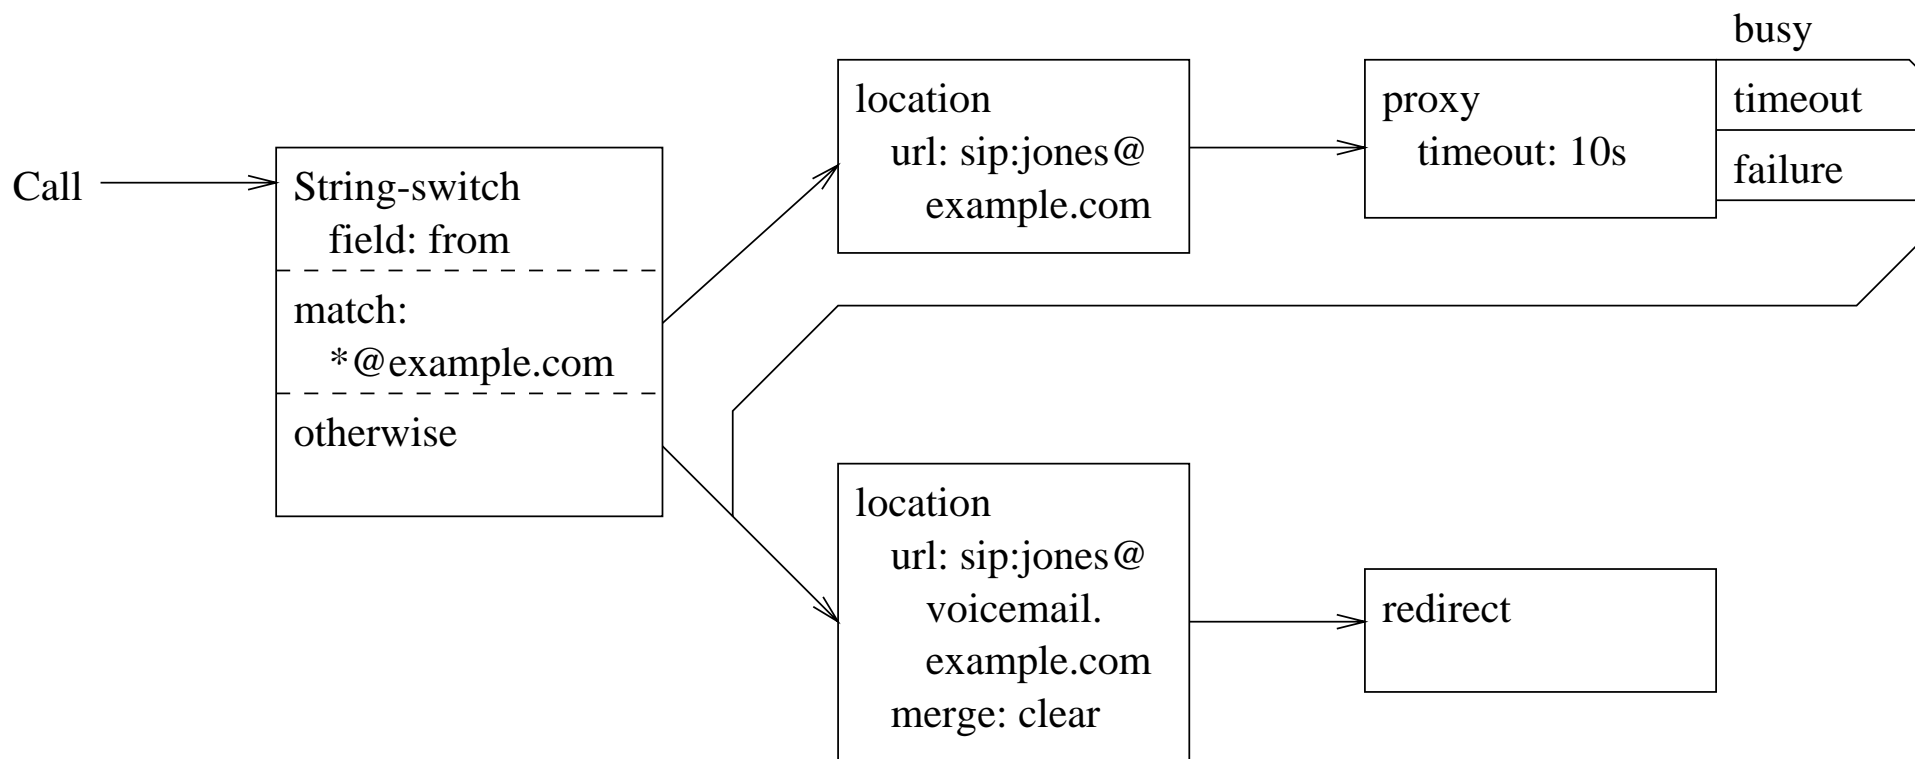 Call
String-switch
field: from
match:
*@example.com
otherwise
location
url: sip:jones@
example.com
proxy
timeout: 10s
busy
timeout
failure
location
url: sip:jones@
voicemail.
example.com
merge: clear
redirect